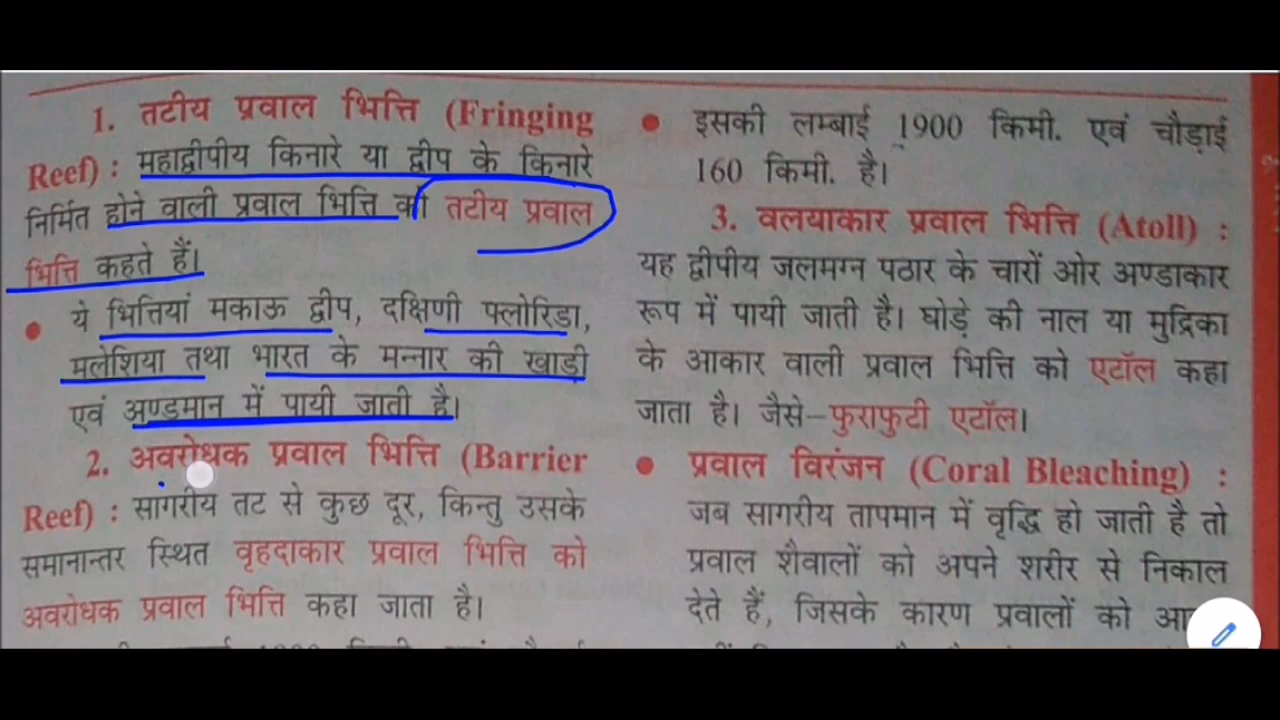 1. तटीय प्रवाल भित्ति (Fringing
Reef) : महाद्वीपीय किनारे या द्वीप के किनारे
निर्मित होने वाली प्रवाल भित्ति को तटीय प्रवाल
भित्ति कहते हैं।
● ये भित्तियां मकाऊ द्वीप, दक्षिणी फ्लोरिडा,
मलेशिया तथा भारत के मन्नार की खाड़ी
एवं अण्डमान में पायी जाती है।
2. अवरोधक प्रवाल भित्ति (Barrier
Reef) : सागरीय तट से कुछ दूर, किन्तु उसके
समानान्तर स्थित वृहदाकार प्रवाल भित्ति को
अवरोधक प्रवाल भित्ति कहा जाता है।
● इसकी लम्बाई 1900 किमी. एवं चौड़ाई
160 किमी. है।
3. वलयाकार प्रवाल भित्ति (Atoll) :
यह द्वीपीय जलमग्न पठार के चारों ओर अण्डाकार
रूप में पायी जाती है। घोड़े की नाल या मुद्रिका
के आकार वाली प्रवाल भित्ति को एटॉल कहा
जाता है। जैसे–फुराफुटी एटॉल।
● प्रवाल विरंजन (Coral Bleaching) :
जब सागरीय तापमान में वृद्धि हो जाती है तो
प्रवाल शैवालों को अपने शरीर से निकाल
देते हैं, जिसके कारण प्रवालों को